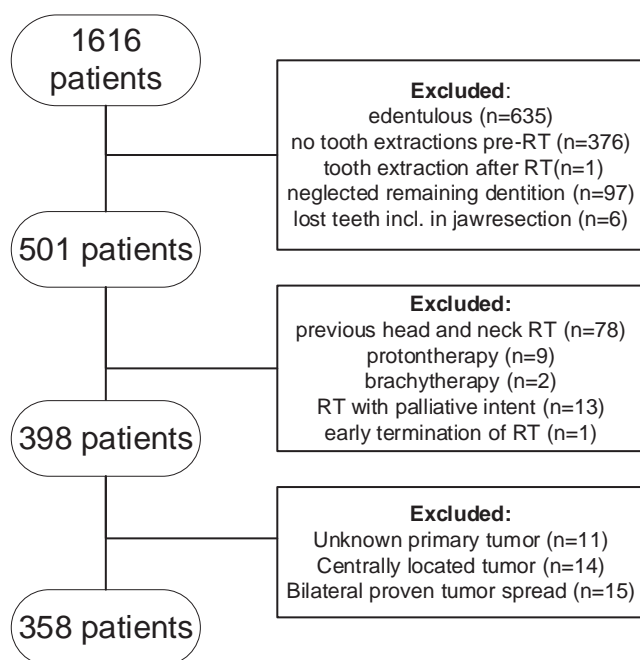 1616
patients
Excluded:
edentulous (n=635)
no tooth extractions pre-RT (n=376)
tooth extraction after RT(n=1)
neglected remaining dentition (n=97)
lost teeth incl. in jawresection (n=6)
501 patients
Excluded:
previous head and neck RT (n=78)
protontherapy (n=9)
brachytherapy (n=2)
RT with palliative intent (n=13)
early termination of RT (n=1)
398 patients
Excluded:
Unknown primary tumor (n=11)
Centrally located tumor (n=14)
Bilateral proven tumor spread (n=15)
358 patients